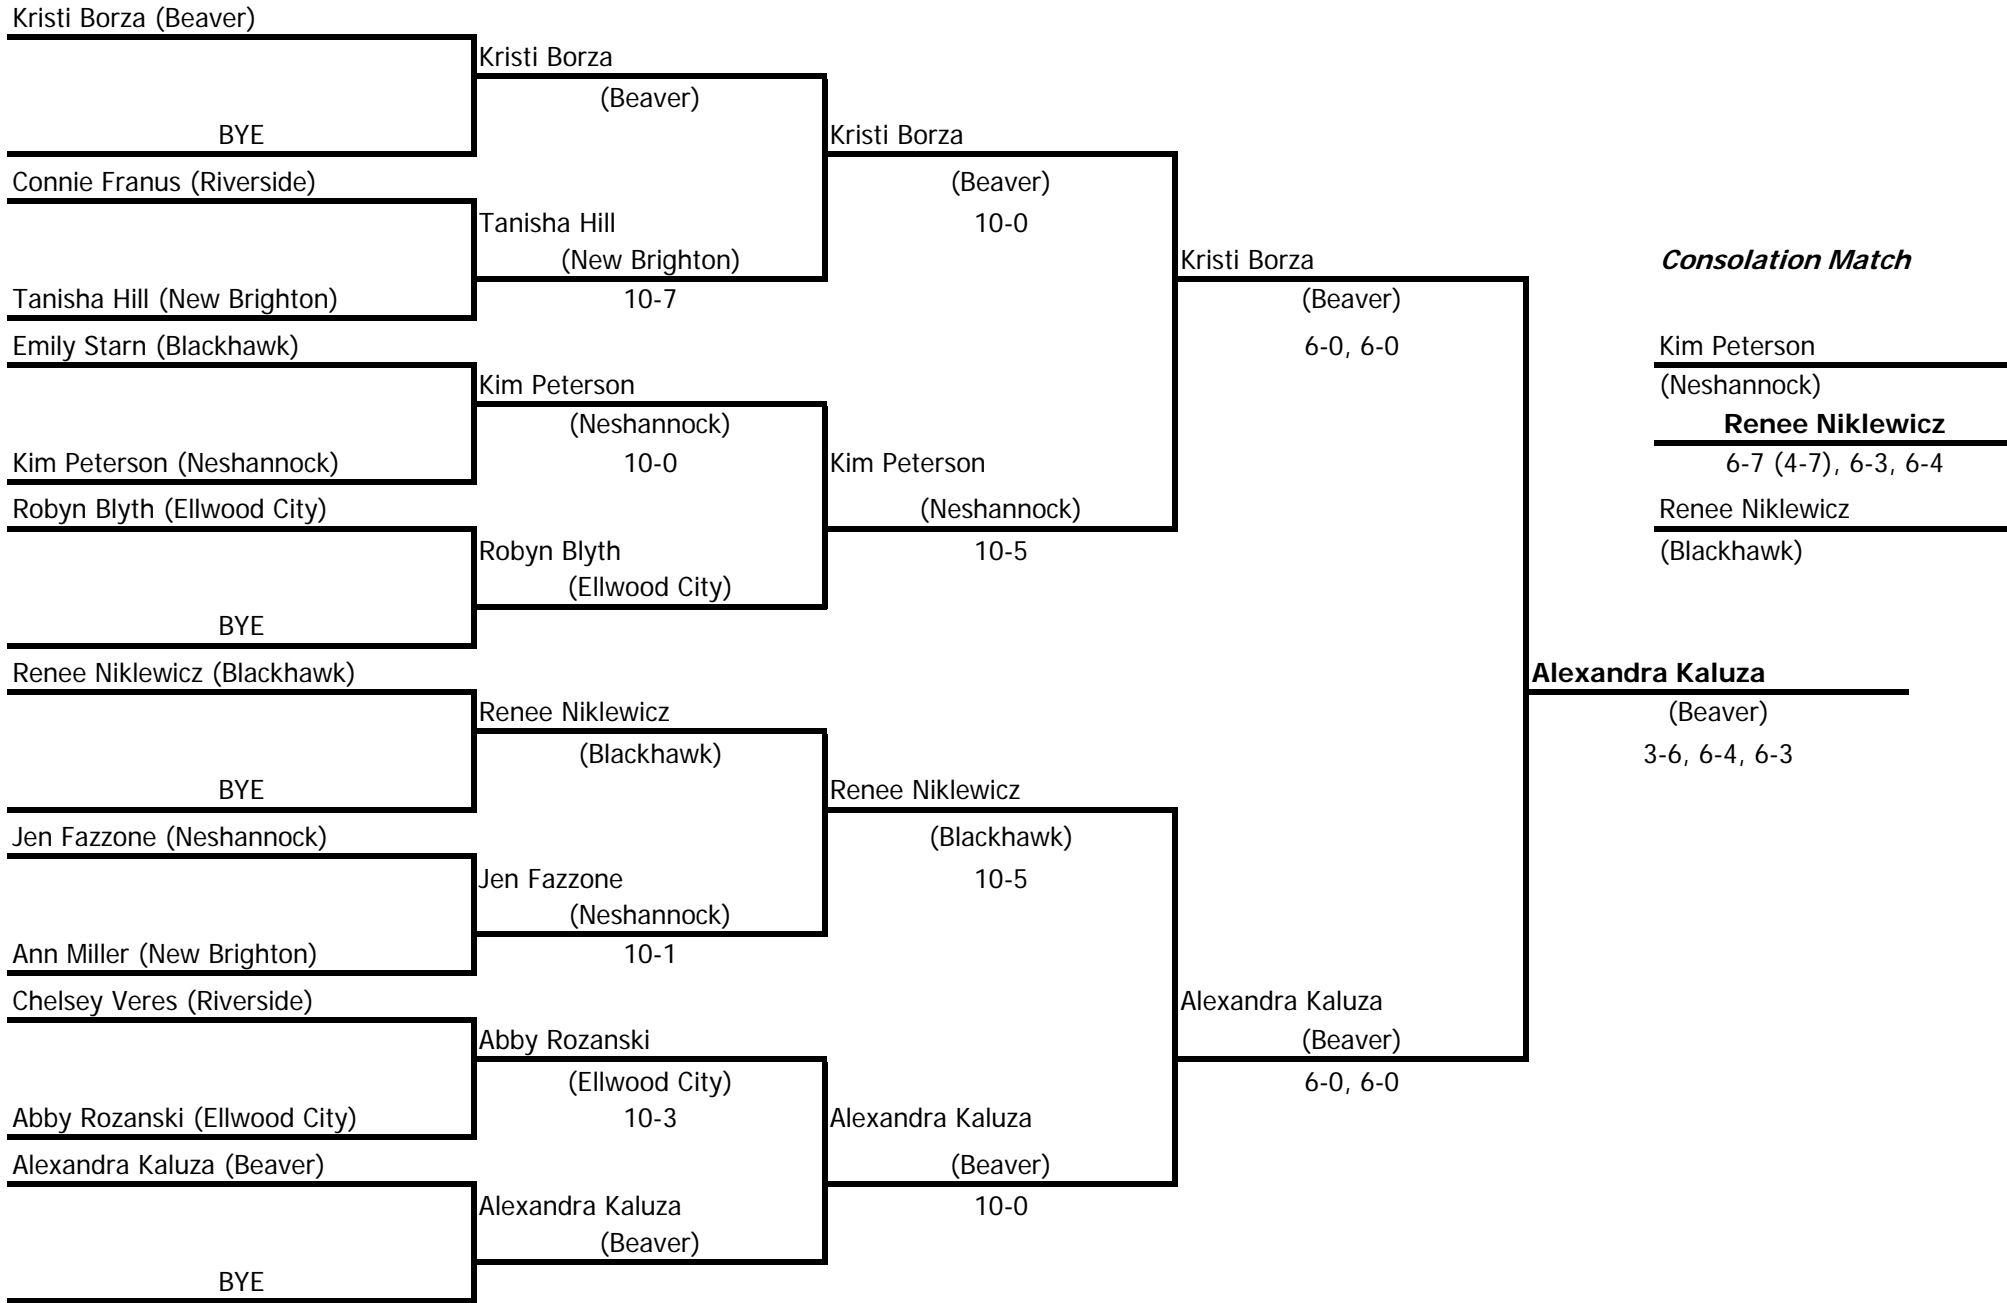 Kristi Borza (Beaver)
BYE
Connie Franus (Riverside)
Tanisha Hill (New Brighton)
Emily Starn (Blackhawk)
Kim Peterson (Neshannock)
Robyn Blyth (Ellwood City)
BYE
Renee Niklewicz (Blackhawk)
BYE
Jen Fazzone (Neshannock)
Ann Miller (New Brighton)
Chelsey Veres (Riverside)
Abby Rozanski (Ellwood City)
Alexandra Kaluza (Beaver)
BYE
Kristi Borza
(Beaver)
Tanisha Hill
(New Brighton)
10-7
Kim Peterson
(Neshannock)
10-0
Robyn Blyth
(Ellwood City)
Renee Niklewicz
(Blackhawk)
Jen Fazzone
(Neshannock)
10-1
Abby Rozanski
(Ellwood City)
10-3
Alexandra Kaluza
(Beaver)
Kristi Borza
(Beaver)
10-0
Kim Peterson
(Neshannock)
10-5
Renee Niklewicz
(Blackhawk)
10-5
Alexandra Kaluza
(Beaver)
10-0
Kristi Borza
(Beaver)
6-0, 6-0
Alexandra Kaluza
(Beaver)
6-0, 6-0
Alexandra Kaluza
(Beaver)
3-6, 6-4, 6-3
Consolation Match
Kim Peterson
(Neshannock)
Renee Niklewicz
6-7 (4-7), 6-3, 6-4
Renee Niklewicz
(Blackhawk)